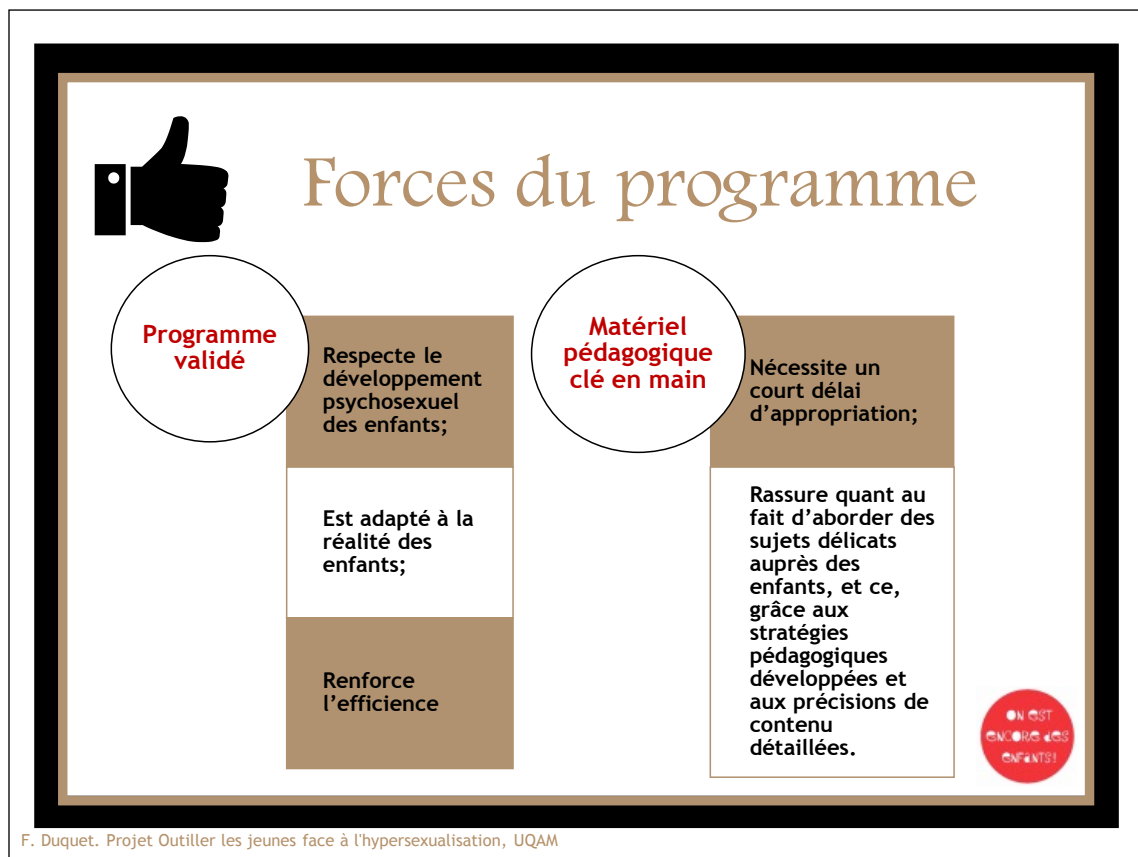 Forces du programme
Programme
validé
Respecte le
développement
psychosexuel
des enfants;
Est adapté à la
réalité des
enfants;
Renforce
l’efficience
Matériel
pédagogique
clé en main
Nécessite un
court délai
d’appropriation;
Rassure quant au
fait d’aborder des
sujets délicats
auprès des
enfants, et ce,
grâce aux
stratégies
pédagogiques
développées et
aux précisions de
contenu
détaillées.
ON EST
ENCORE DES
ENFANTS!
F. Duquet. Projet Outiller les jeunes face à l'hypersexualisation, UQAM